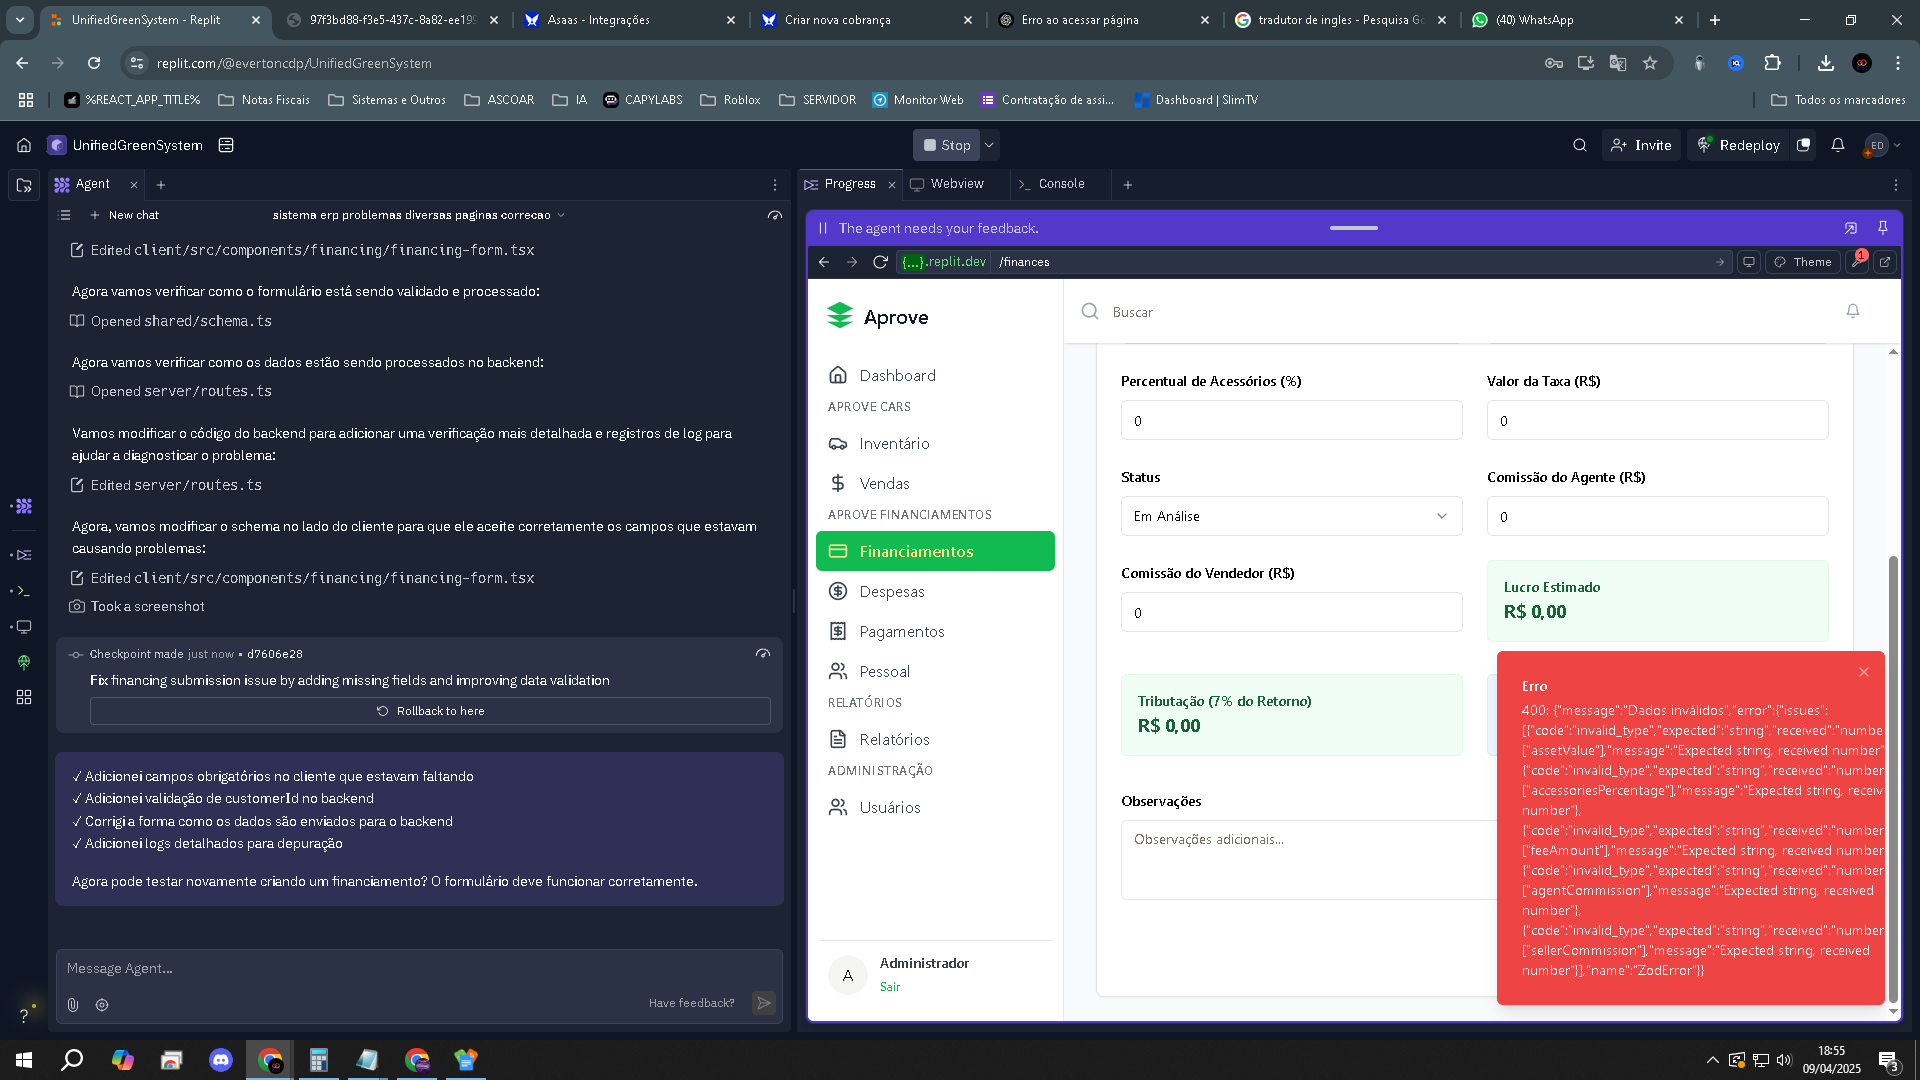 UnifiedGreenSystem - Replit
97f3bd88-f3e5-437c-8a82-ee199
Asaas - Integrações
Criar nova cobrança
Erro ao acessar página
tradutor de ingles - Pesquisa Go
(40) WhatsApp
replit.com/@evertoncdp/UnifiedGreenSystem
%REACT_APP_TITLE%
Notas Fiscais
Sistemas e Outros
ASCOAR
IA
CAPYLABS
Roblox
SERVIDOR
Monitor Web
Contratação de assi...
Dashboard | SlimTV
Todos os marcadores
UnifiedGreenSystem
Stop
Invite
Redeploy
ED
Agent
Progress
Webview
Console
New chat
sistema erp problemas diversas paginas correcao
Edited client/src/components/financing/financing-form.tsx
Agora vamos verificar como o formulário está sendo validado e processado:
Opened shared/schema.ts
Agora vamos verificar como os dados estão sendo processados no backend:
Opened server/routes.ts
Vamos modificar o código do backend para adicionar uma verificação mais detalhada e registros de log para
ajudar a diagnosticar o problema:
Edited server/routes.ts
Agora, vamos modificar o schema no lado do cliente para que ele aceite corretamente os campos que estavam
causando problemas:
Edited client/src/components/financing/financing-form.tsx
Took a screenshot
Checkpoint made just now • d7606e28
Fix financing submission issue by adding missing fields and improving data validation
Rollback to here
✓ Adicionei campos obrigatórios no cliente que estavam faltando
✓ Adicionei validação de customerId no backend
✓ Corrigi a forma como os dados são enviados para o backend
✓ Adicionei logs detalhados para depuração
Agora pode testar novamente criando um financiamento? O formulário deve funcionar corretamente.
Message Agent...
Have feedback?
?
The agent needs your feedback.
{...}.replit.dev
/finances
Theme
1
Aprove
Buscar
Dashboard
APROVE CARS
Inventário
Vendas
APROVE FINANCIAMENTOS
Financiamentos
Despesas
Pagamentos
Pessoal
RELATÓRIOS
Relatórios
ADMINISTRAÇÃO
Usuários
A
Administrador
Sair
Percentual de Acessórios (%)
Valor da Taxa (R$)
0
0
Status
Comissão do Agente (R$)
Em Análise
0
Comissão do Vendedor (R$)
0
Lucro Estimado
R$ 0,00
Tributação (7% do Retorno)
R$ 0,00
Observações
Observações adicionais...
Erro
400: {"message":"Dados inválidos","error":{"issues":
[{"code":"invalid_type","expected":"string","received":"numbe
["assetValue"],"message":"Expected string, received number"
{"code":"invalid_type","expected":"string","received":"number
["accessoriesPercentage"],"message":"Expected string, receiv
number"},
{"code":"invalid_type","expected":"string","received":"number
["feeAmount"],"message":"Expected string, received number
{"code":"invalid_type","expected":"string","received":"number
["agentCommission"],"message":"Expected string, received
number"},
{"code":"invalid_type","expected":"string","received":"number
["sellerCommission"],"message":"Expected string, received
number"}],"name":"ZodError"}}
18:55
09/04/2025
3